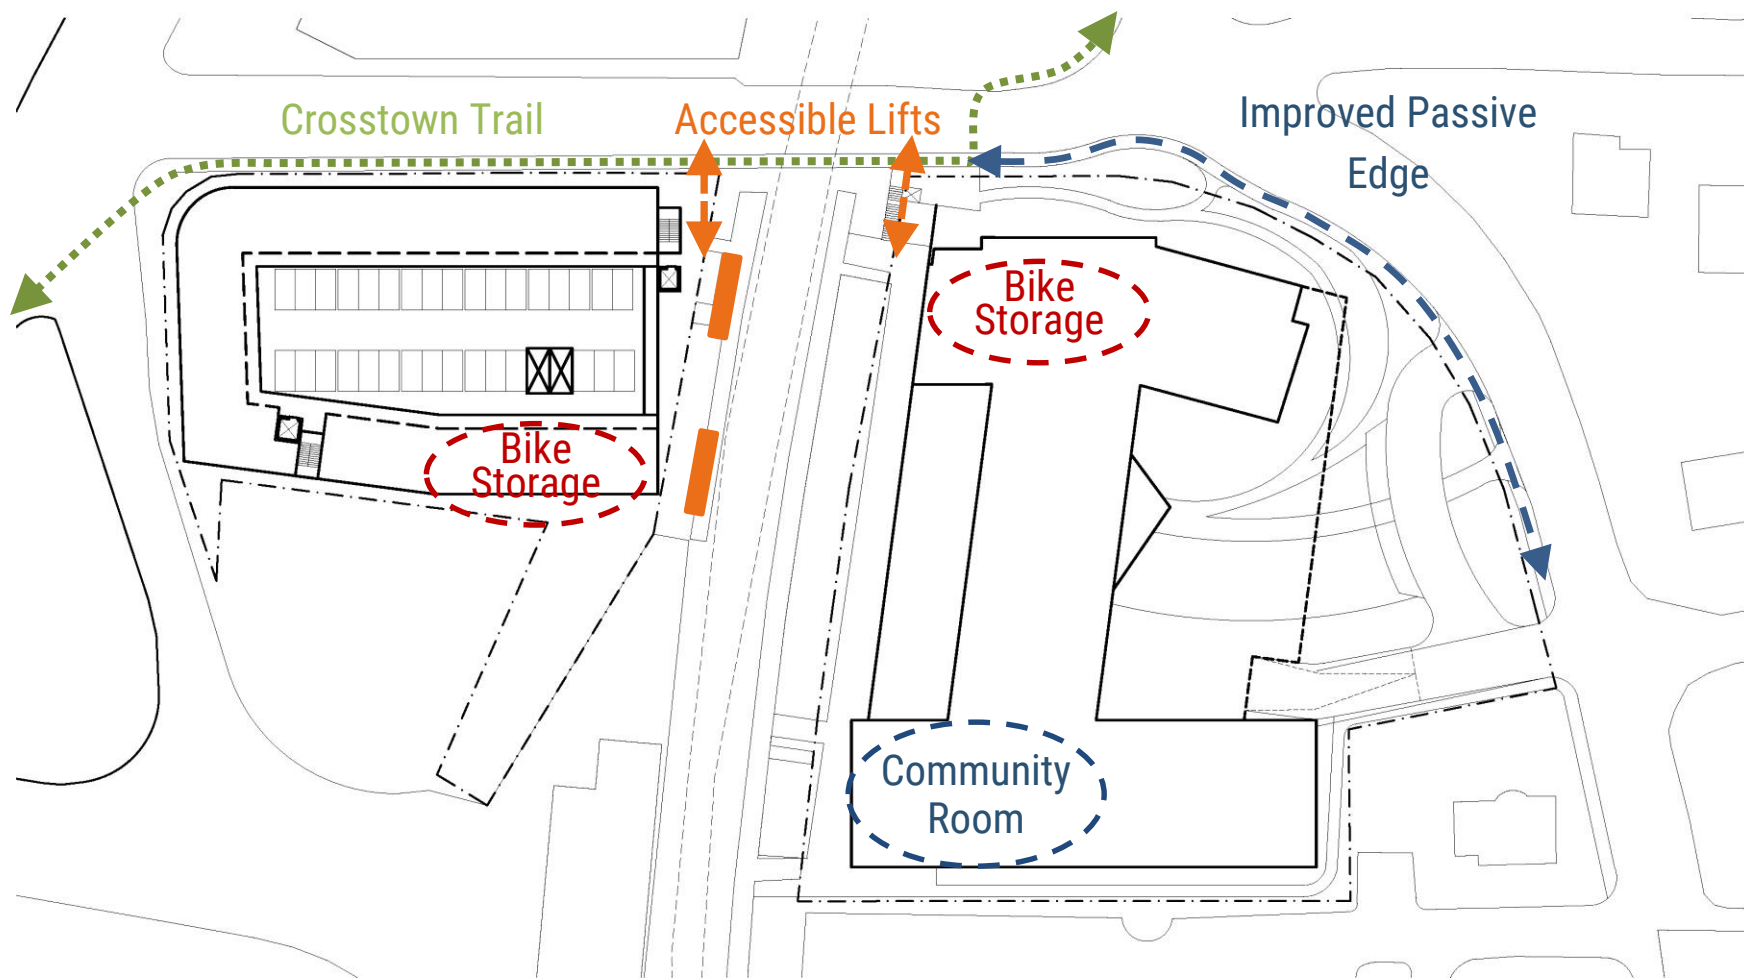 Crosstown Trail
Accessible Lifts
Improved Passive
Edge
Bike
Storage
Bike
Storage
Community
Room